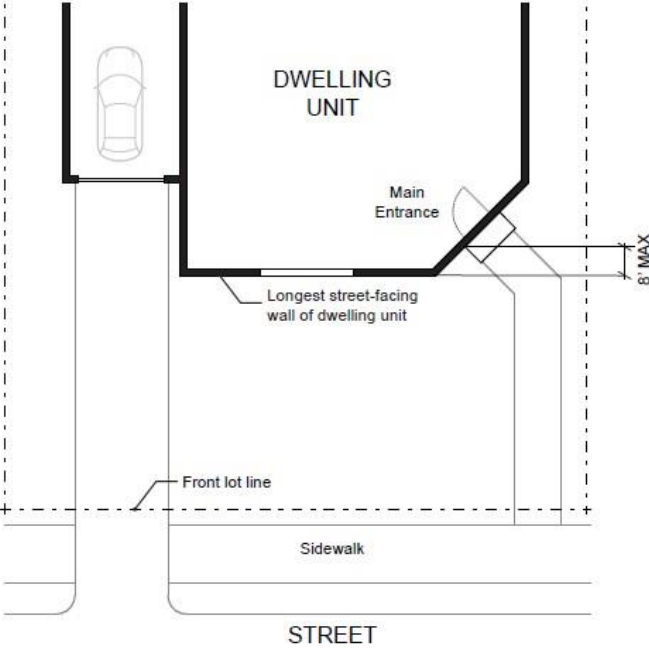 DWELLING
UNIT
Main
Entrance
8' MAX
Longest street-facing
wall of dwelling unit
Front lot line
Sidewalk
STREET